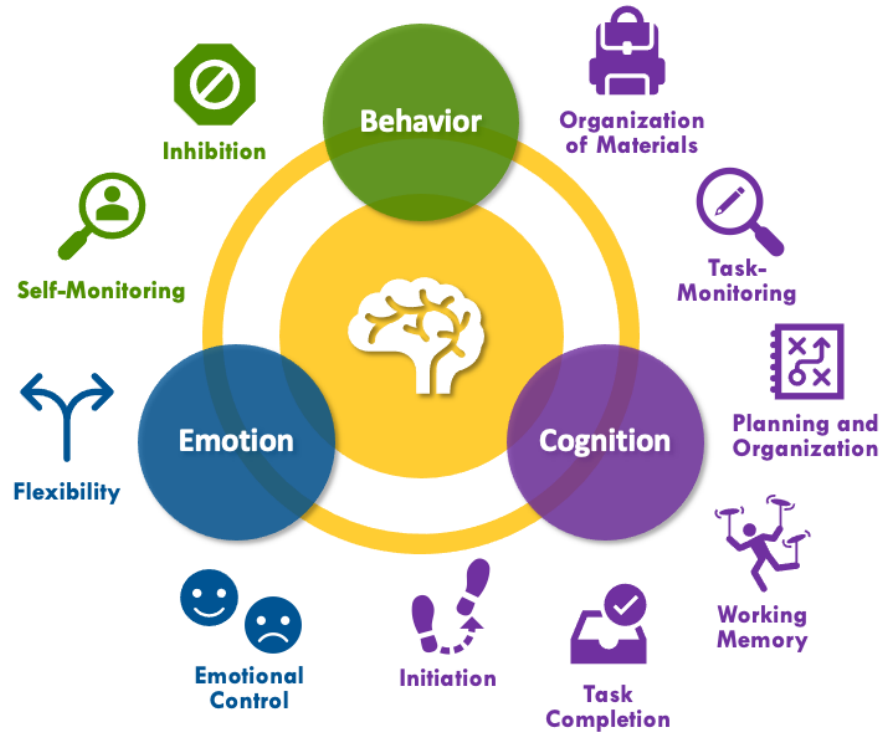 Behavior
Inhibition
Organization
of Materials
Self-Monitoring
Task-
Monitoring
Emotion
Cognition
Planning and
Organization
Flexibility
Working
Memory
Emotional
Control
Initiation
Task
Completion